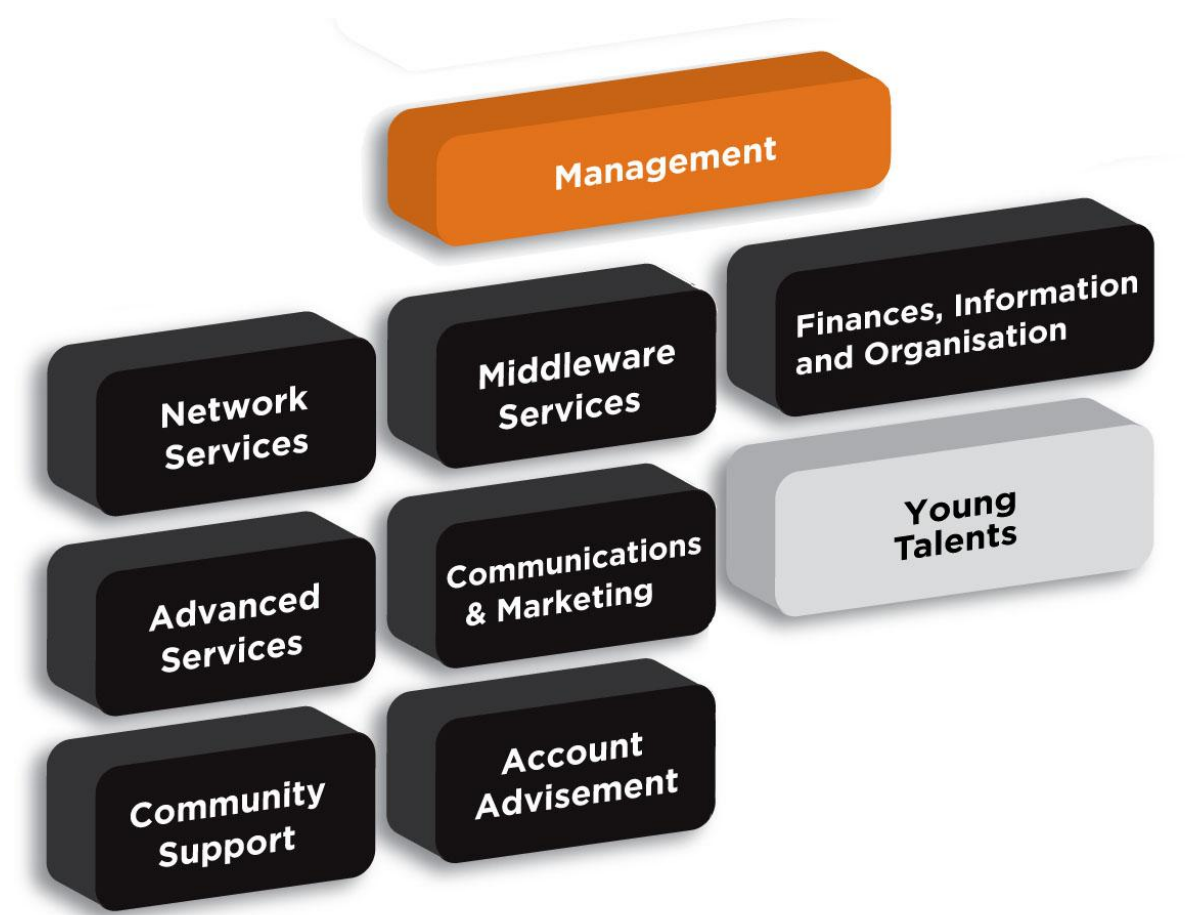 Management
Network
Services
Middleware
Services
Finances, Information
and Organisation
Advanced
Services
Communications
& Marketing
Young
Talents
Community
Support
Account
Advisement